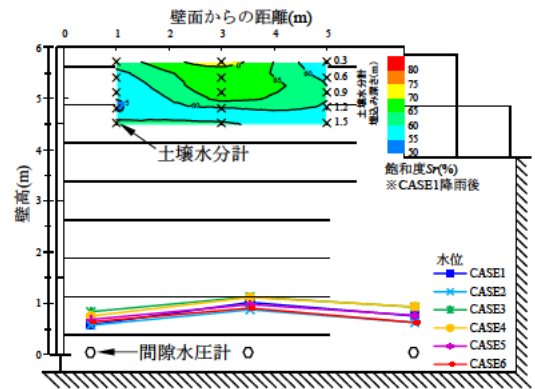 壁面からの距離(m)
0 1 2 3 4 5
6
5
4
3
2
1
0
壁高(m)
0.3
0.6
0.9
1.2
1.5
土壌水分計
埋込み深さ(m)
80
75
70
65
60
55
50
飽和度Sr(%)
※CASE1降雨後
60
65
60
土壌水分計
水位
CASE1
CASE2
CASE3
CASE4
CASE5
CASE6
間隙水圧計